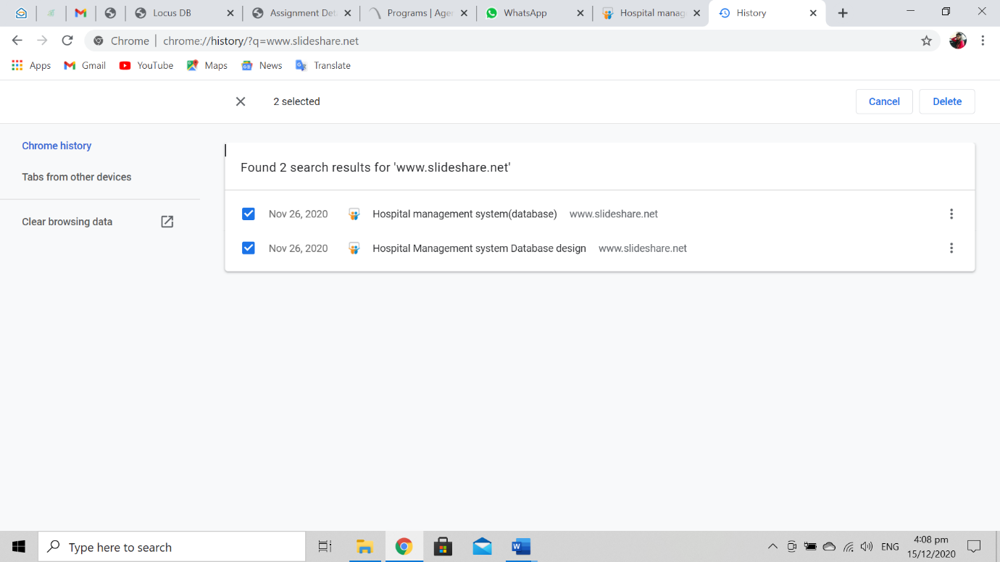 Locus DB
Assignment Det
Programs | Age
WhatsApp
Hospital manag
History
Chrome | chrome://history/?q=www.slideshare.net
Apps
Gmail
YouTube
Maps
News
Translate
2 selected
Cancel
Delete
Chrome history
Tabs from other devices
Clear browsing data
Found 2 search results for 'www.slideshare.net'
Nov 26, 2020 Hospital management system(database) www.slideshare.net
Nov 26, 2020 Hospital Management system Database design www.slideshare.net
Type here to search
ENG
4:08 pm
15/12/2020